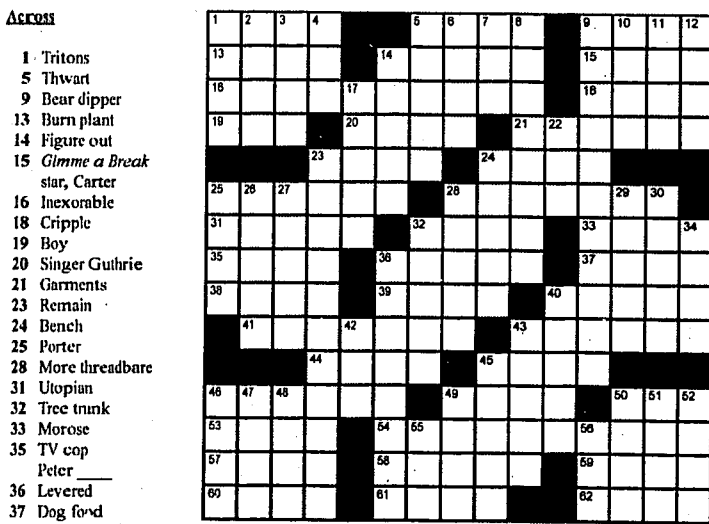 Across
1 Tritons
5 Thwart
9 Bear dipper
13 Burn plant
14 Figure out
15 Gimme a Break
star, Carter
16 Inexorable
18 Cripple
19 Boy
20 Singer Guthrie
21 Garments
23 Remain
24 Bench
25 Porter
28 More threadbare
31 Utopian
32 Tree trunk
33 Morose
35 TV cop
Peter ____
36 Levered
37 Dog food
1 2 3 4 5 6 7 8 9 10 11 12
13 14 15
16 17 18
19 20 21 22
23 24
25 26 27 28 29 30
31 32 33 34
35 36 37
38 39 40
41 42 43
44 45
46 47 48 49 50 51 52
53 54 55 56
57 58 59
60 61 62